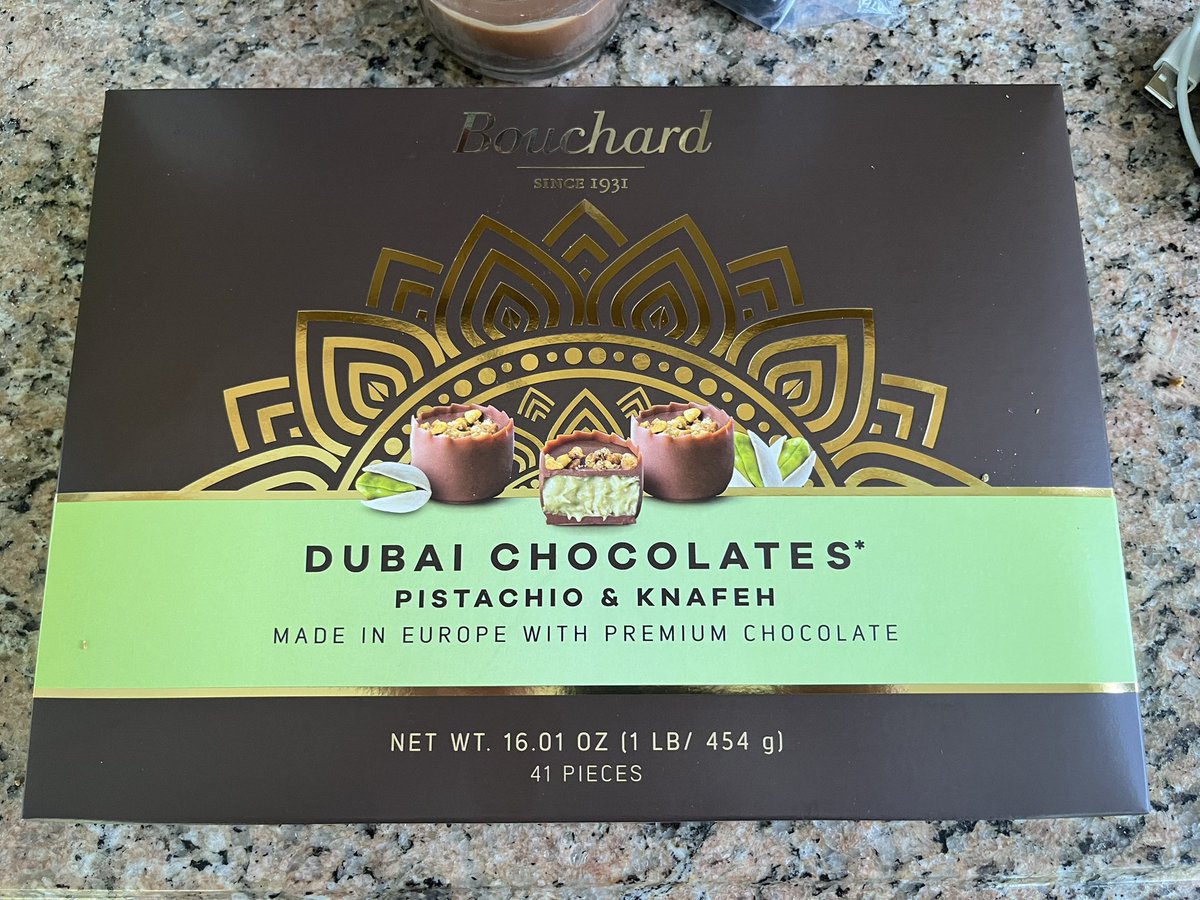 Bouchard
SINCE 1931
DUBAI CHOCOLATES*
PISTACHIO & KNAFEH
MADE IN EUROPE WITH PREMIUM CHOCOLATE
NET WT. 16.01 OZ (1 LB/ 454 g)
41 PIECES